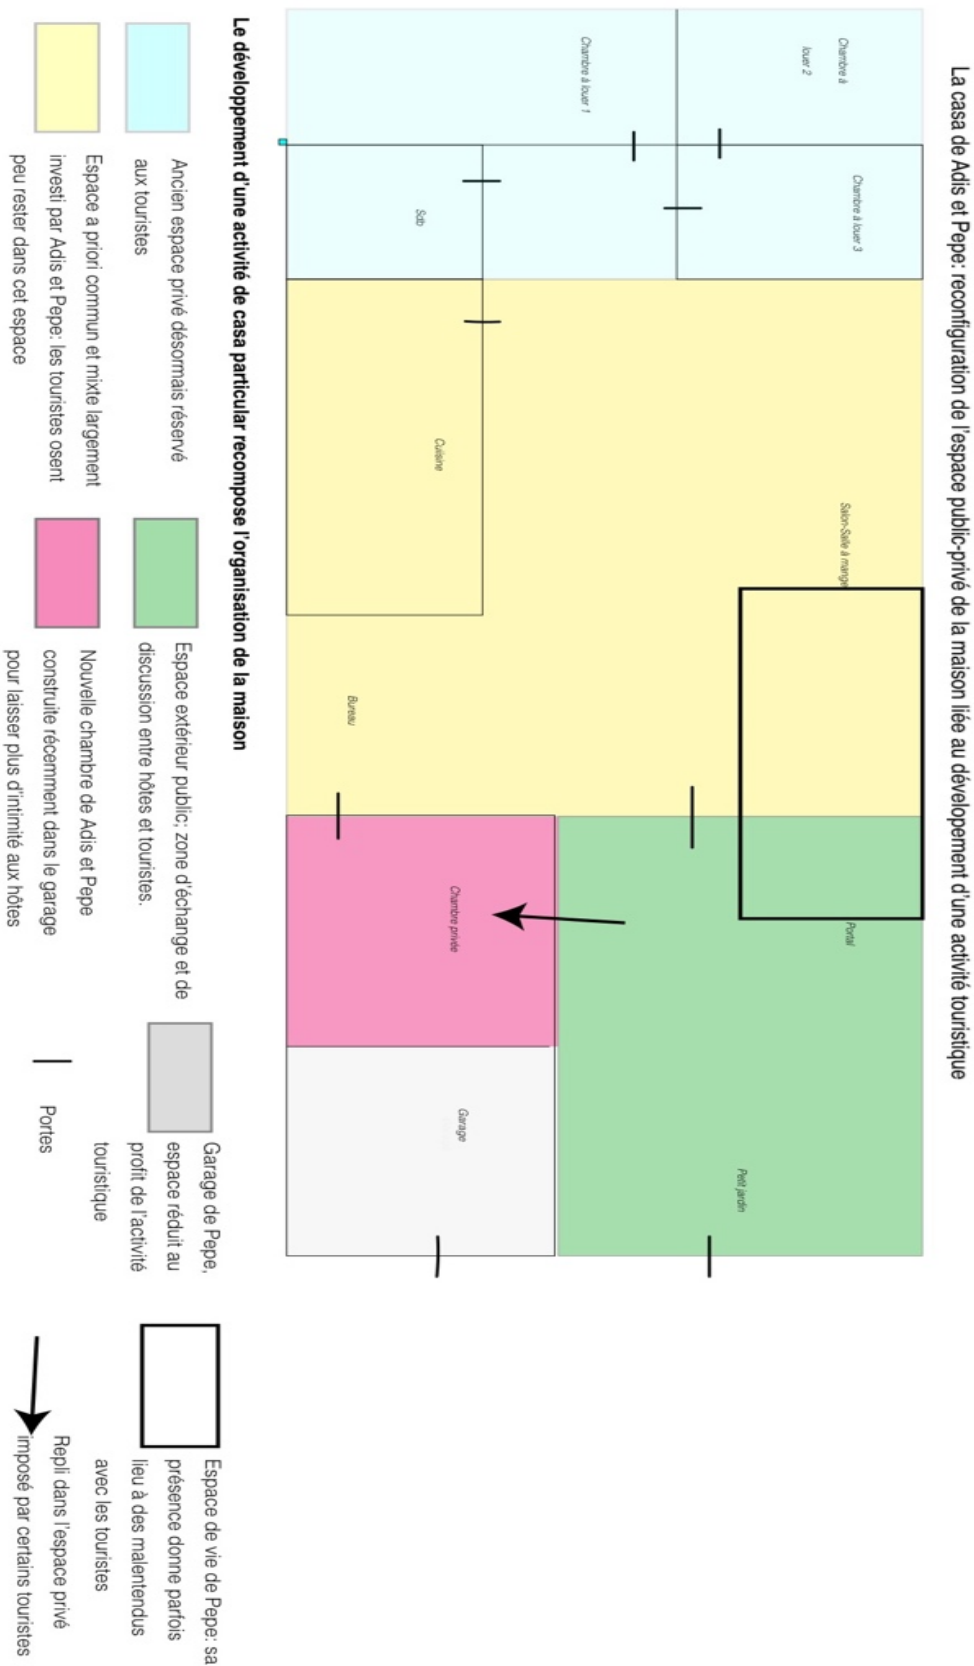 La casa de Adis et Pepe: reconfiguration de l'espace public-privé de la maison liée au dévelopement d'une activité touristique
Chambre à
louer 2
Chambre à louer 3
Salon-Salle à mange
Portal
Petit jardin
Chambre à louer 1
Sdb
Cuisine
Bureau
Chambre privée
Garage
Le développement d'une activité de casa particular recompose l'organisation de la maison
Ancien espace privé désormais réservé
aux touristes
Espace a priori commun et mixte largement
investi par Adis et Pepe: les touristes osent
peu rester dans cet espace
Espace extérieur public; zone d'échange et de
discussion entre hôtes et touristes.
Nouvelle chambre de Adis et Pepe
construite récemment dans le garage
pour laisser plus d'intimité aux hôtes
Garage de Pepe,
espace réduit au
profit de l'activité
touristique
Portes
Espace de vie de Pepe: sa
présence donne parfois
lieu à des malentendus
avec les touristes
Repli dans l'espace privé
imposé par certains touristes